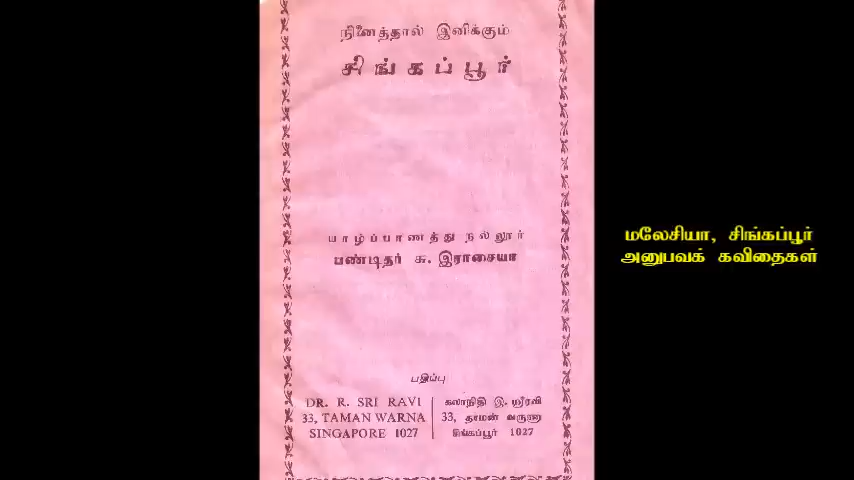 நினைத்தால் இனிக்கும்
சிங்கப்பூர்
யாழ்ப்பாணத்து நல்லூர்
பண்டிதர் சு. இராசையா
பதிப்பு
DR. R. SRI RAVI
33, TAMAN WARNA
SINGAPORE 1027
கலாநிதி இ. ஸ்ரீரவி
33, தாமன் வருணா
சிங்கப்பூர் 1027
மலேசியா, சிங்கப்பூர்
அனுபவக் கவிதைகள்